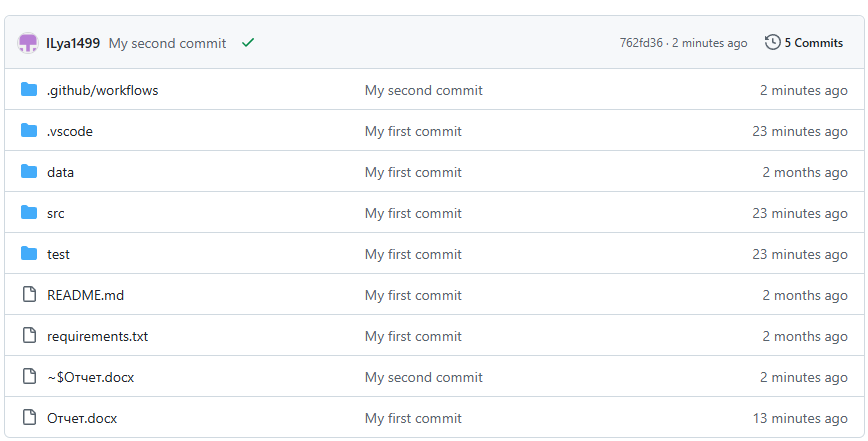 ILya1499 My second commit 762fd36 · 2 minutes ago 5 Commits
.github/workflows My second commit 2 minutes ago
.vscode My first commit 23 minutes ago
data My first commit 2 months ago
src My first commit 23 minutes ago
test My first commit 23 minutes ago
README.md My first commit 2 months ago
requirements.txt My first commit 2 months ago
~$Отчет.docx My second commit 2 minutes ago
Отчет.docx My first commit 13 minutes ago